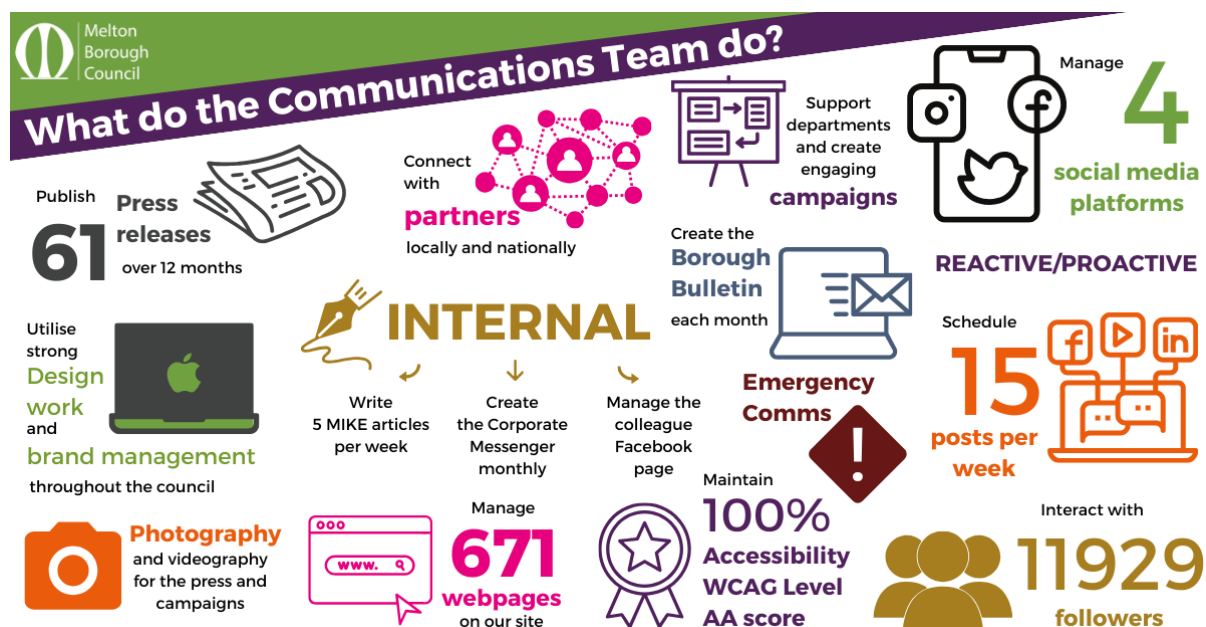 Melton
Borough
Council
What do the Communications Team do?
Publish
61
Press
releases
over 12 months
Connect
with
partners
locally and nationally
Support
departments
and create
engaging
campaigns
Manage
4
social media
platforms
Utilise
strong
Design
work
and
brand management
throughout the council
INTERNAL
Write
5 MIKE articles
per week
Create
the Corporate
Messenger
monthly
Manage the
colleague
Facebook
page
Create the
Borough
Bulletin
each month
REACTIVE/PROACTIVE
Emergency
Comms
!
Schedule
15
posts per
week
f
f
in
Photography
and videography
for the press and
campaigns
Manage
671
webpages
on our site
www.
Maintain
100%
Accessibility
WCAG Level
AA score
Interact with
11929
followers